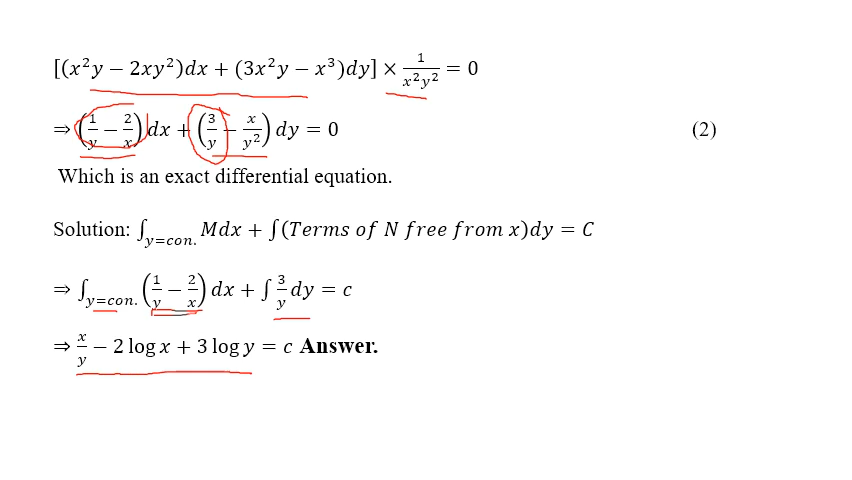 [(x²y − 2xy²)dx + (3x²y − x³)dy] × 1/(x²y²) = 0
⇒ (1/y − 2/x) dx + (3/y − x/y²) dy = 0 (2)
Which is an exact differential equation.
Solution: ∫_{y=con.} Mdx + ∫(Terms of N free from x)dy = C
⇒ ∫_{y=con.} (1/y − 2/x) dx + ∫ 3/y dy = c
⇒ x/y − 2 log x + 3 log y = c Answer.